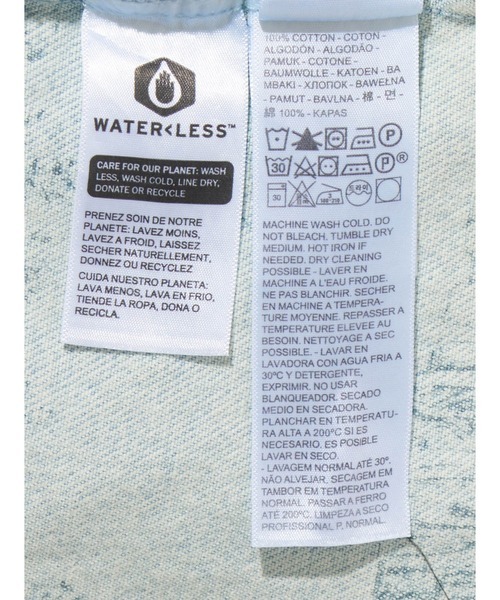 WATER<LESS™
CARE FOR OUR PLANET: WASH
LESS, WASH COLD, LINE DRY,
DONATE OR RECYCLE
PRENEZ SOIN DE NOTRE
PLANETE: LAVEZ MOINS,
LAVEZ A FROID, LAISSEZ
SECHER NATURELLEMENT,
DONNEZ OU RECYCLEZ
CUIDA NUESTRO PLANETA:
LAVA MENOS, LAVA EN FRIO,
TIENDE LA ROPA, DONA O
RECICLA.
100% COTTON - COTON -
ALGODÓN - ALGODÃO -
PAMUK - COTONE -
BAUMWOLLE - KATOEN - BA
MBAKI - ХЛОПОК - BAWEŁNA
- PAMUT - BAVLNA - 棉 - 면 -
綿 100% - KAPAS
P
30 P ®
30
MACHINE WASH COLD. DO
NOT BLEACH. TUMBLE DRY
MEDIUM. HOT IRON IF
NEEDED. DRY CLEANING
POSSIBLE - LAVER EN
MACHINE A L'EAU FROIDE.
NE PAS BLANCHIR. SECHER
EN MACHINE A TEMPERA-
TURE MOYENNE. REPASSER A
TEMPERATURE ELEVEE AU
BESOIN. NETTOYAGE A SEC
POSSIBLE. - LAVAR EN
LAVADORA CON AGUA FRIA A
30ºC Y DETERGENTE,
EXPRIMIR. NO USAR
BLANQUEADOR. SECADO
MEDIO EN SECADORA.
PLANCHAR EN TEMPERATU-
RA ALTA A 200°C SI ES
NECESARIO. ES POSIBLE
LAVAR EN SECO.
- LAVAGEM NORMAL ATÉ 30º.
NÃO ALVEJAR. SECAGEM EM
TAMBOR EM TEMPERATURA
NORMAL. PASSAR A FERRO
ATÉ 200ºC. LIMPEZA A SECO
PROFISSIONAL P, NORMAL.